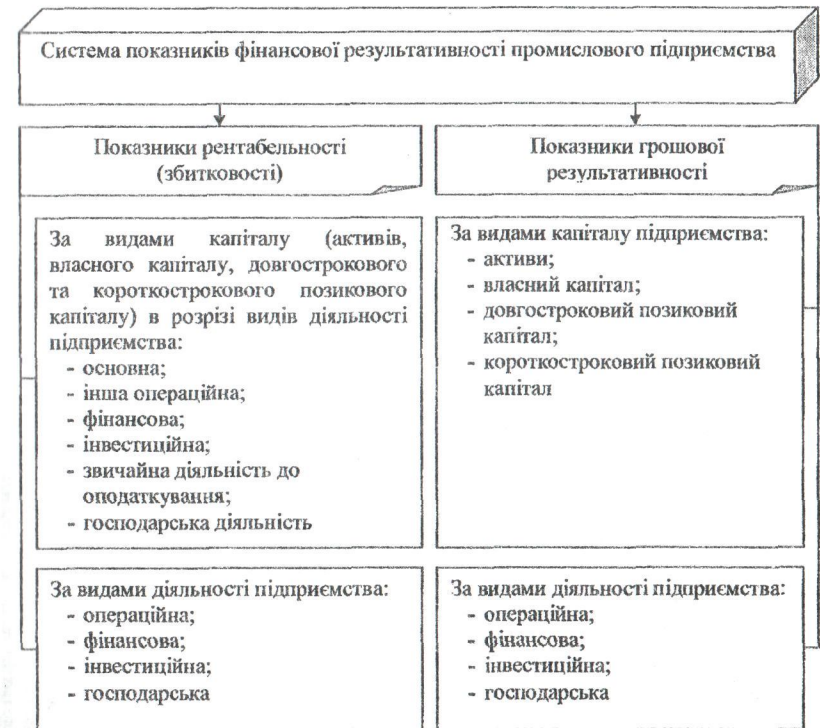 Система показників фінансової результативності промислового підприємства
Показники рентабельності
(збитковості)
За видами капіталу (активів,
власного капіталу, довгострокового
та короткострокового позикового
капіталу) в розрізі видів діяльності
підприємства:
- основна;
- інша операційна;
- фінансова;
- інвестиційна;
- звичайна діяльність до
оподаткування;
- господарська діяльність
За видами діяльності підприємства:
- операційна;
- фінансова;
- інвестиційна;
- господарська
Показники грошової
результативності
За видами капіталу підприємства:
- активи;
- власний капітал;
- довгостроковий позиковий
капітал;
- короткостроковий позиковий
капітал
За видами діяльності підприємства:
- операційна;
- фінансова;
- інвестиційна;
- господарська